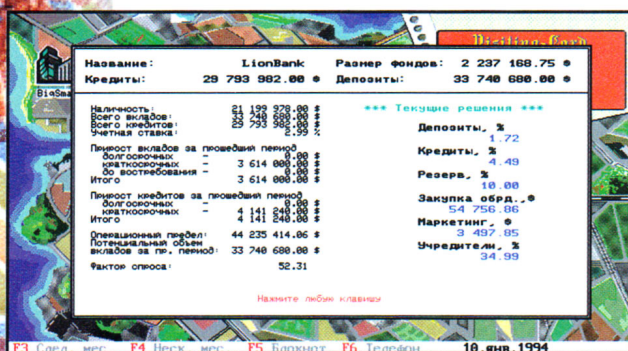 Visiting-Card
Название: LionBank Размер фондов: 2 237 168.75 $
Кредиты: 29 793 982.00 $ Депозиты: 33 740 680.00 $
Наличность: 21 199 978.00 $
Всего вкладов: 33 740 680.00 $
Всего кредитов: 29 793 982.00 $
Учетная ставка: 2.99 %
Прирост вкладов за прошедший период
долгосрочных - 0.00 $
краткосрочных - 3 614 000.00 $
до востребования - 0.00 $
Итого 3 614 000.00 $
Прирост кредитов за прошедший период
долгосрочных - 0.00 $
краткосрочных - 4 141 240.00 $
Итого 4 141 240.00 $
Операционный предел: 44 235 414.06 $
Потенциальный объем
вкладов за пр. период: 33 740 680.00 $
Фактор спроса: 52.31
*** Текущие решения ***
Депозиты, %
1.72
Кредиты, %
4.49
Резерв, %
10.00
Закупка обрд.,$
54 756.86
Маркетинг, $
3 497.85
Учредители, %
34.99
Нажмите любую клавишу
F3 След. мес. F4 Неск. мес. F5 Блокнот F6 Телефон 10.янв.1994